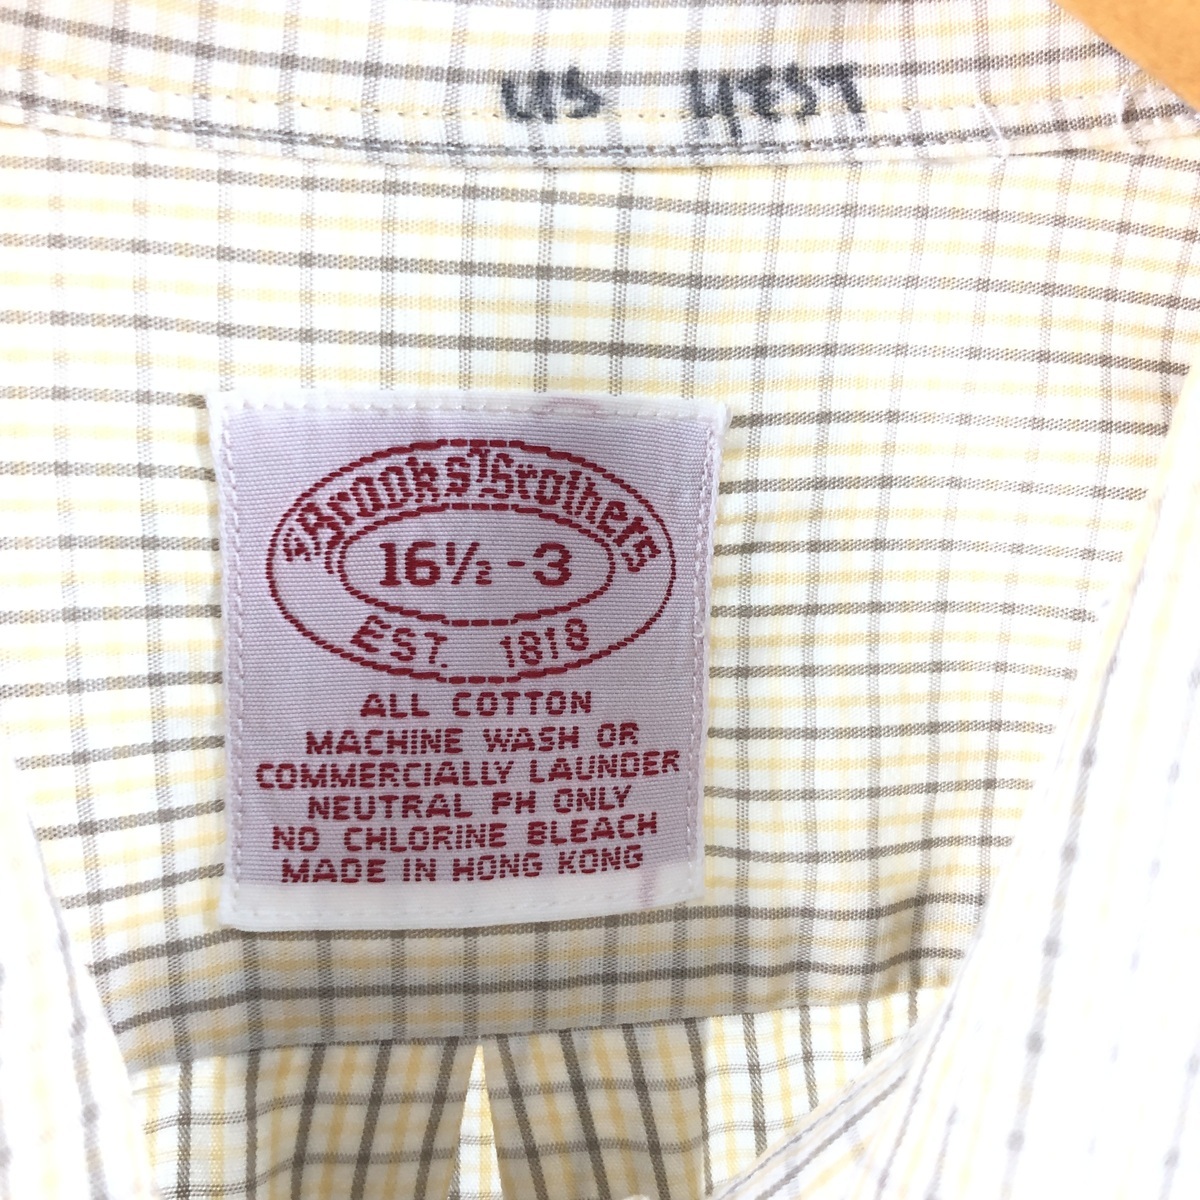 US WEST
Brooks Brothers
16½-3
EST. 1818
ALL COTTON
MACHINE WASH OR
COMMERCIALLY LAUNDER
NEUTRAL PH ONLY
NO CHLORINE BLEACH
MADE IN HONG KONG